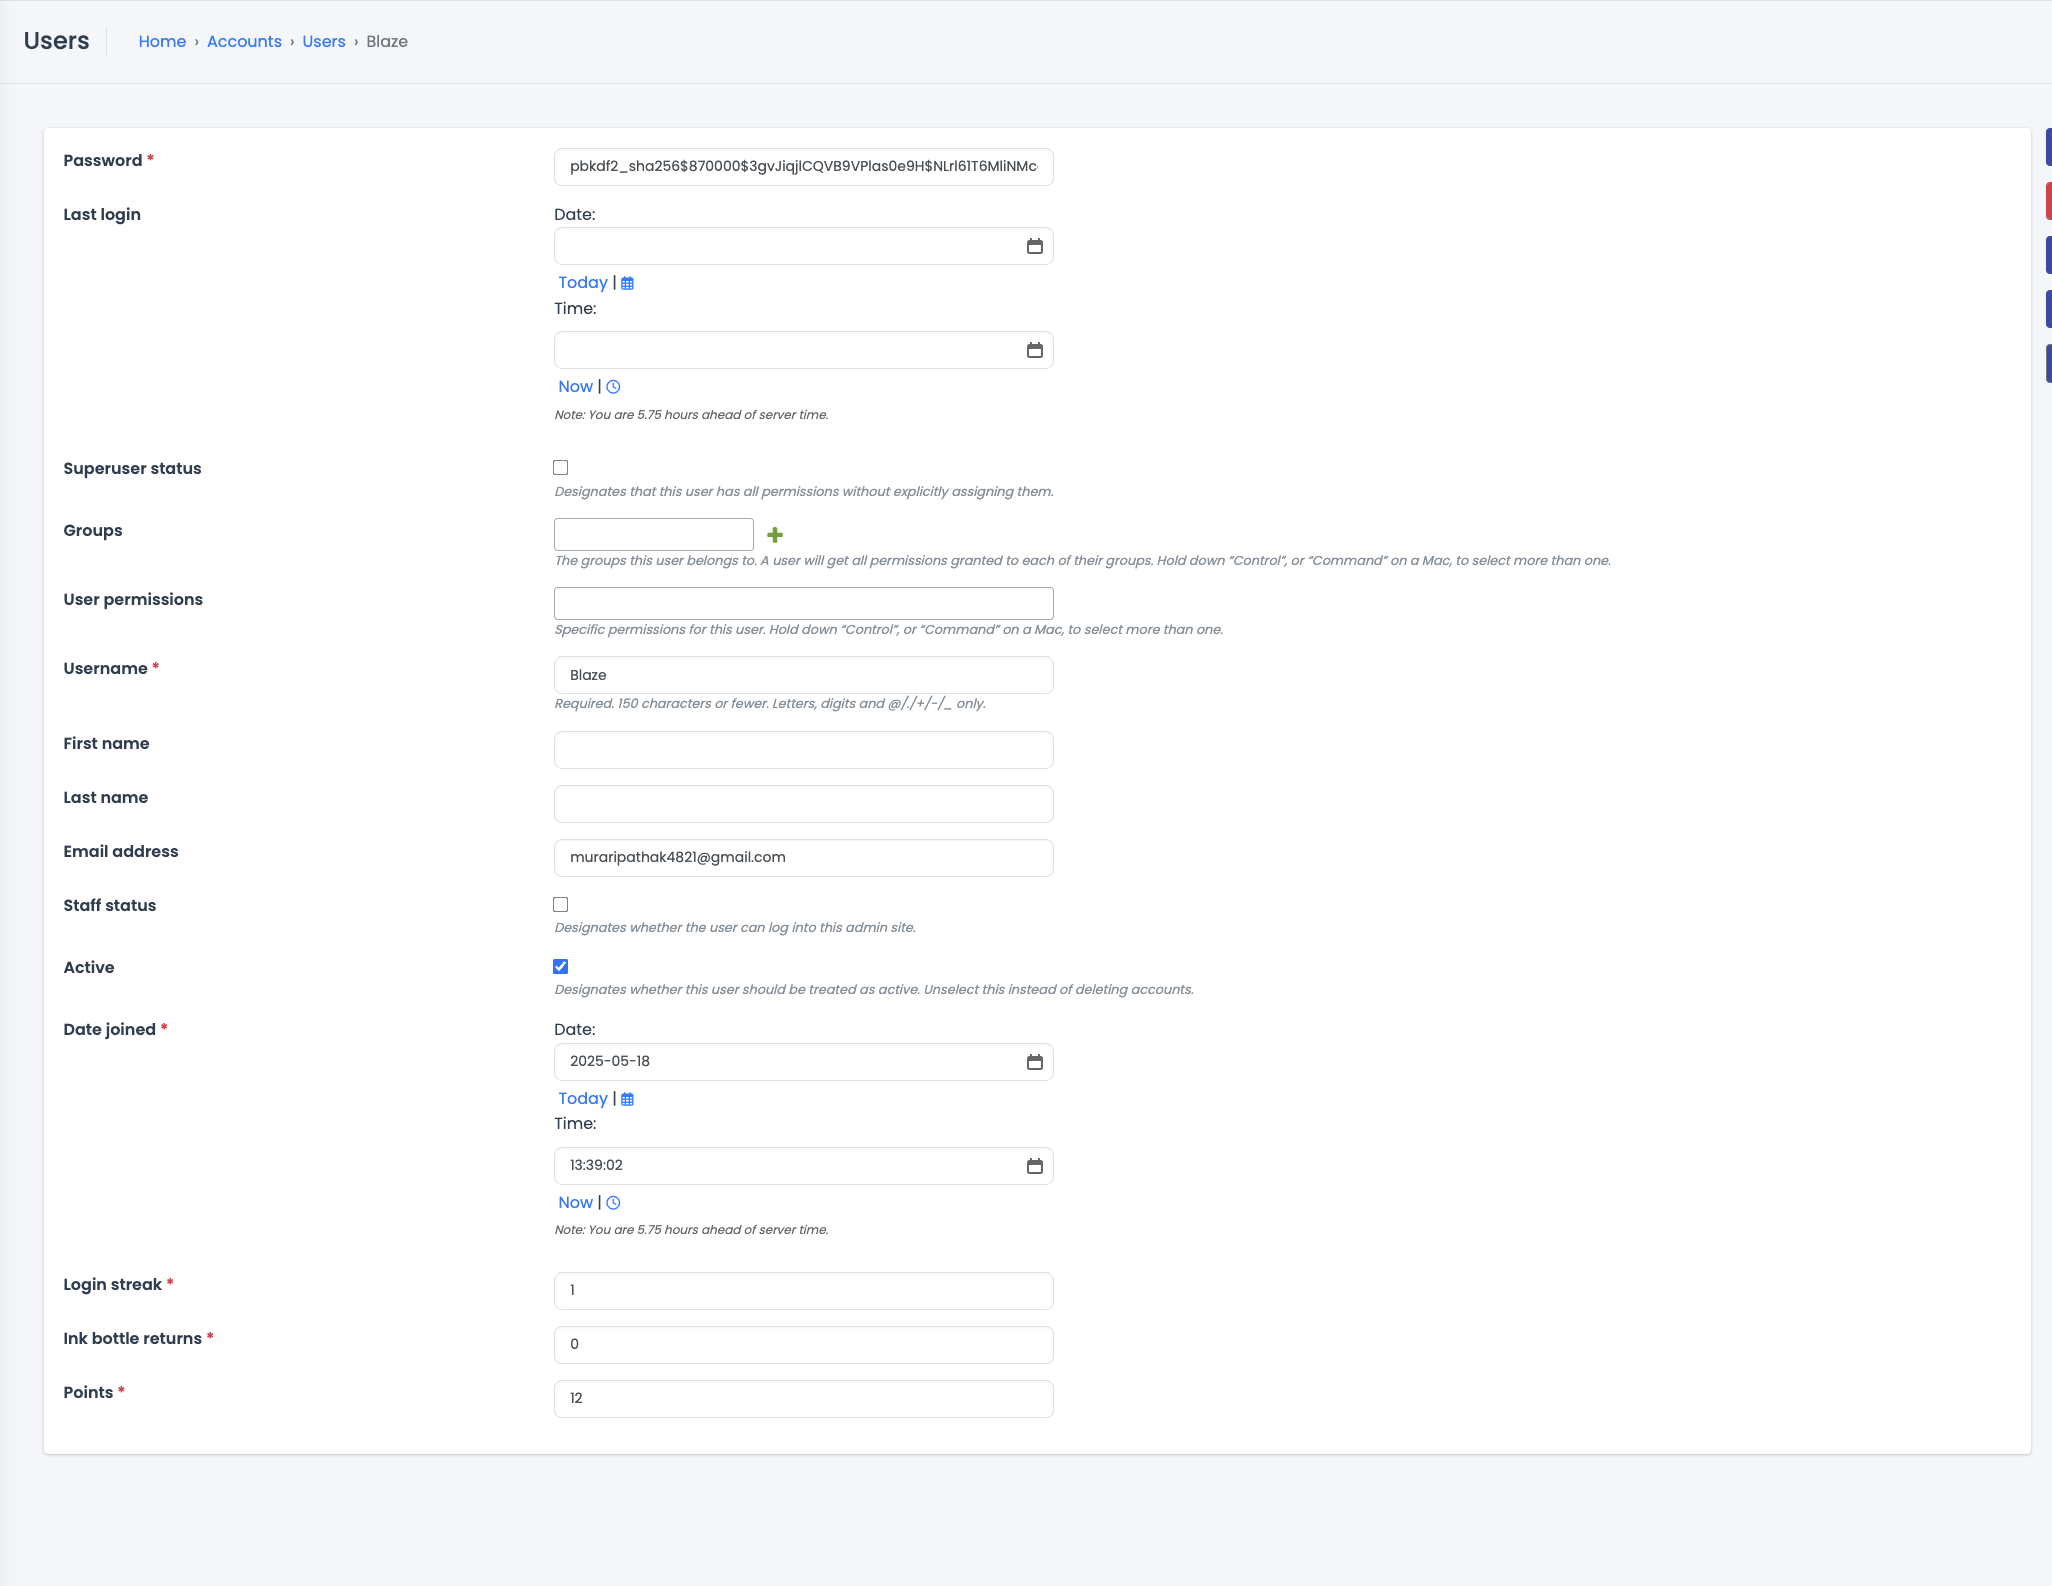 Users
Home › Accounts › Users › Blaze
Password *
pbkdf2_sha256$870000$3gvJiqjlCQVB9VPlas0e9H$NLrl61T6MliNMc
Last login
Date:
Today |
Time:
Now |
Note: You are 5.75 hours ahead of server time.
Superuser status
Designates that this user has all permissions without explicitly assigning them.
Groups
The groups this user belongs to. A user will get all permissions granted to each of their groups. Hold down “Control”, or “Command” on a Mac, to select more than one.
User permissions
Specific permissions for this user. Hold down “Control”, or “Command” on a Mac, to select more than one.
Username *
Blaze
Required. 150 characters or fewer. Letters, digits and @/./+/-/_ only.
First name
Last name
Email address
muraripathak4821@gmail.com
Staff status
Designates whether the user can log into this admin site.
Active
Designates whether this user should be treated as active. Unselect this instead of deleting accounts.
Date joined *
Date:
2025-05-18
Today |
Time:
13:39:02
Now |
Note: You are 5.75 hours ahead of server time.
Login streak *
1
Ink bottle returns *
0
Points *
12